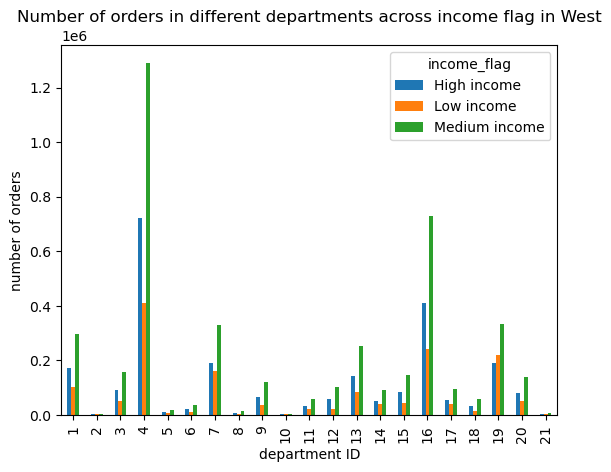 Number of orders in different departments across income flag in West
1e6
income_flag
High income
Low income
Medium income
1.2
1.0
0.8
0.6
0.4
0.2
0.0
number of orders
1 2 3 4 5 6 7 8 9 10 11 12 13 14 15 16 17 18 19 20 21
department ID